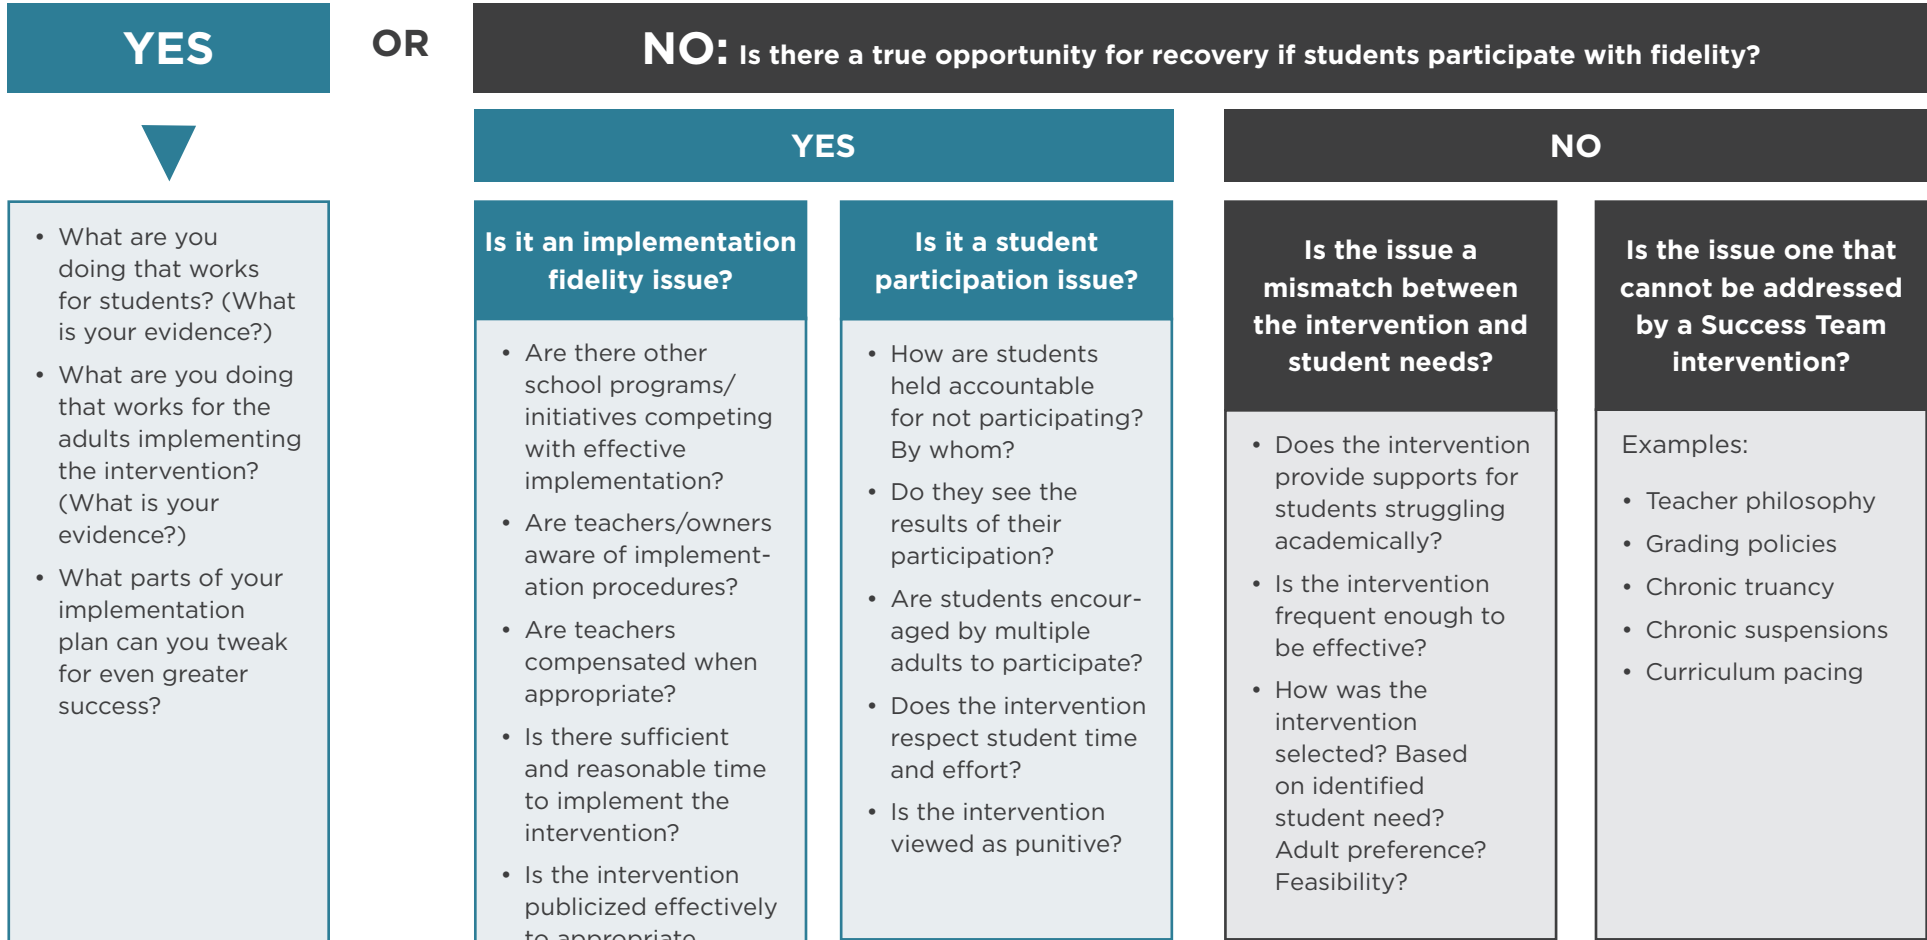 YES
OR
NO: Is there a true opportunity for recovery if students participate with fidelity?
• What are you
doing that works
for students? (What
is your evidence?)
• What are you doing
that works for the
adults implementing
the intervention?
(What is your
evidence?)
• What parts of your
implementation
plan can you tweak
for even greater
success?
YES
Is it an implementation
fidelity issue?
• Are there other
school programs/
initiatives competing
with effective
implementation?
• Are teachers/owners
aware of implement-
ation procedures?
• Are teachers
compensated when
appropriate?
• Is there sufficient
and reasonable time
to implement the
intervention?
• Is the intervention
publicized effectively
to appropriate
Is it a student
participation issue?
• How are students
held accountable
for not participating?
By whom?
• Do they see the
results of their
participation?
• Are students encour-
aged by multiple
adults to participate?
• Does the intervention
respect student time
and effort?
• Is the intervention
viewed as punitive?
NO
Is the issue a
mismatch between
the intervention and
student needs?
• Does the intervention
provide supports for
students struggling
academically?
• Is the intervention
frequent enough to
be effective?
• How was the
intervention
selected? Based
on identified
student need?
Adult preference?
Feasibility?
Is the issue one that
cannot be addressed
by a Success Team
intervention?
Examples:
• Teacher philosophy
• Grading policies
• Chronic truancy
• Chronic suspensions
• Curriculum pacing